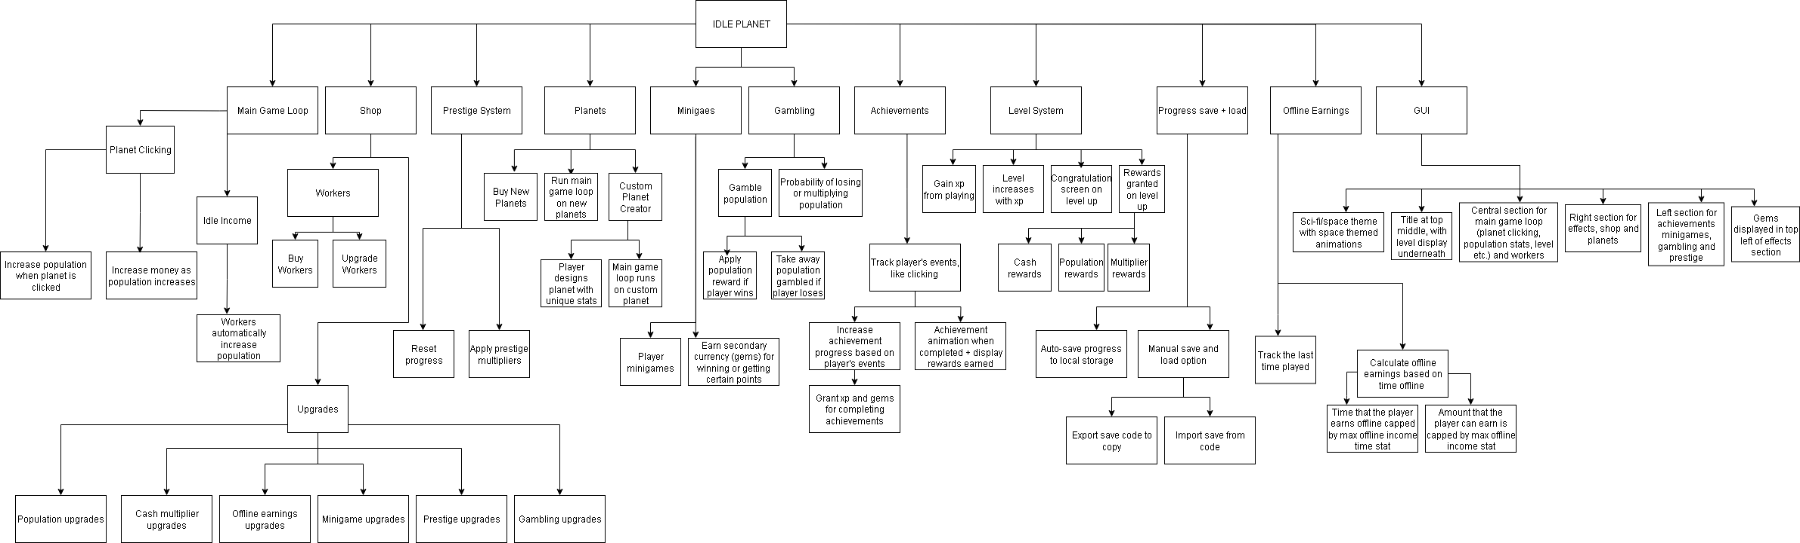 IDLE PLANET
Main Game Loop
Shop
Prestige System
Planets
Minigaes
Gambling
Achievements
Level System
Progress save + load
Offline Earnings
GUI
Planet Clicking
Increase population
when planet is
clicked
Increase money as
population increases
Idle Income
Workers
automatically
increase
population
Workers
Buy
Workers
Upgrade
Workers
Upgrades
Population upgrades
Cash multiplier
upgrades
Offline earnings
upgrades
Minigame upgrades
Prestige upgrades
Gambling upgrades
Reset
progress
Apply prestige
multipliers
Buy New
Planets
Run main
game loop
on new
planets
Custom
Planet
Creator
Player
designs
planet with
unique stats
Main game
loop runs
on custom
planet
Player
minigames
Earn secondary
currency (gems) for
winning or getting
certain points
Gamble
population
Probability of losing
or multiplying
population
Apply
population
reward if
player wins
Take away
population
gambled if
player loses
Track player's events,
like clicking
Increase
achievement
progress based on
player's events
Achievement
animation when
completed + display
rewards earned
Grant xp and gems
for completing
achievements
Gain xp
from playing
Level
increases
with xp
Congratulation
screen on
level up
Rewards
granted
on level
up
Cash
rewards
Population
rewards
Multiplier
rewards
Auto-save progress
to local storage
Manual save and
load option
Export save code to
copy
Import save from
code
Track the last
time played
Calculate offline
earnings based on
time offline
Time that the player
earns offline capped
by max offline income
time stat
Amount that the
player can earn is
capped by max offline
income stat
Sci-fi/space theme
with space themed
animations
Title at top
middle, with
level display
underneath
Central section for
main game loop
(planet clicking,
population stats, level
etc.) and workers
Right section for
effects, shop and
planets
Left section for
achievements
minigames,
gambling and
prestige
Gems
displayed in top
left of effects
section